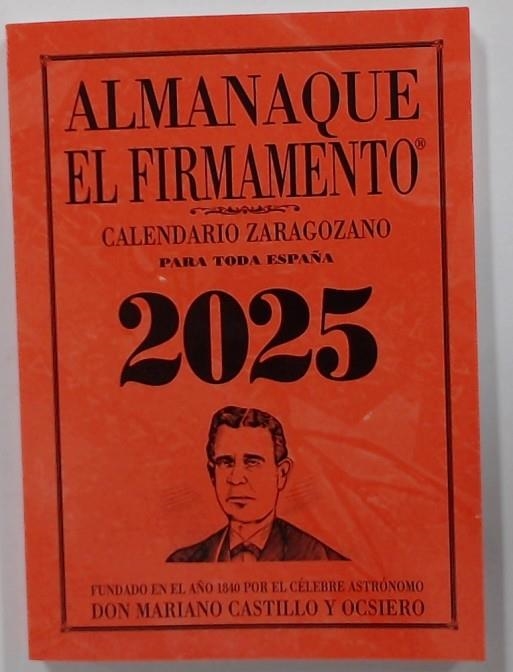 ALMANAQUE
EL FIRMAMENTO®
CALENDARIO ZARAGOZANO
PARA TODA ESPAÑA
2025
FUNDADO EN EL AÑO 1840 POR EL CÉLEBRE ASTRÓNOMO
DON MARIANO CASTILLO Y OCSIERO